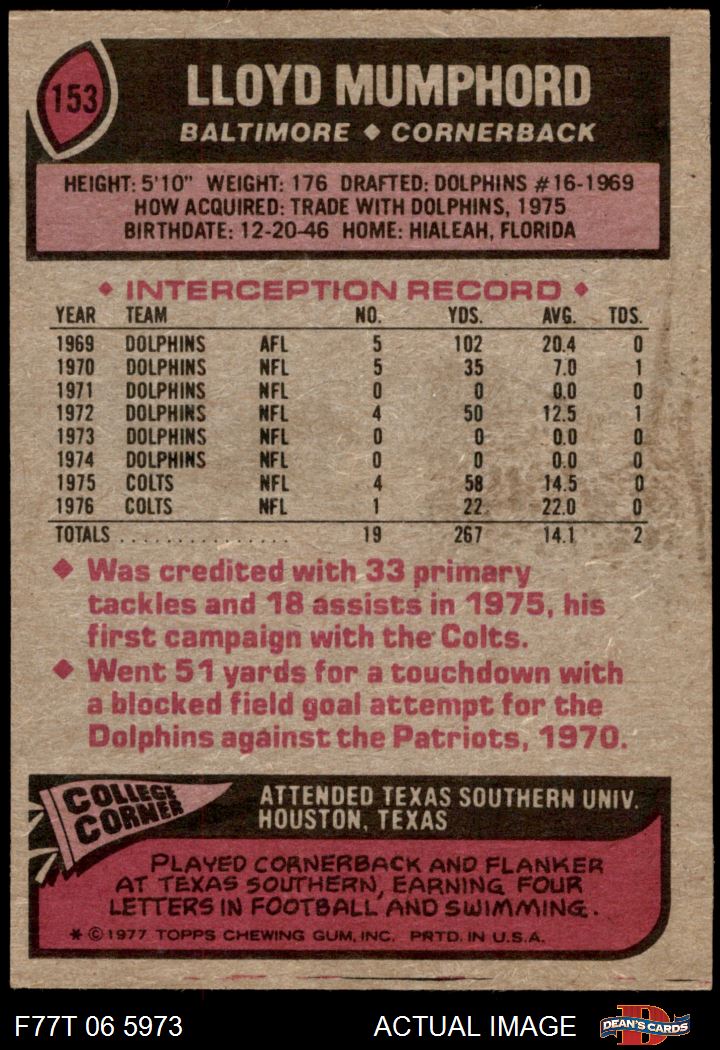 153
LLOYD MUMPHORD
BALTIMORE ◆ CORNERBACK
HEIGHT: 5'10" WEIGHT: 176 DRAFTED: DOLPHINS #16-1969
HOW ACQUIRED: TRADE WITH DOLPHINS, 1975
BIRTHDATE: 12-20-46 HOME: HIALEAH, FLORIDA
◆ INTERCEPTION RECORD ◆
YEAR TEAM NO. YDS. AVG. TDS.
1969 DOLPHINS AFL 5 102 20.4 0
1970 DOLPHINS NFL 5 35 7.0 1
1971 DOLPHINS NFL 0 0 0.0 0
1972 DOLPHINS NFL 4 50 12.5 1
1973 DOLPHINS NFL 0 0 0.0 0
1974 DOLPHINS NFL 0 0 0.0 0
1975 COLTS NFL 4 58 14.5 0
1976 COLTS NFL 1 22 22.0 0
TOTALS ................ 19 267 14.1 2
◆ Was credited with 33 primary
tackles and 18 assists in 1975, his
first campaign with the Colts.
◆ Went 51 yards for a touchdown with
a blocked field goal attempt for the
Dolphins against the Patriots, 1970.
COLLEGE
CORNER
ATTENDED TEXAS SOUTHERN UNIV.
HOUSTON, TEXAS
PLAYED CORNERBACK AND FLANKER
AT TEXAS SOUTHERN, EARNING FOUR
LETTERS IN FOOTBALL AND SWIMMING.
* © 1977 TOPPS CHEWING GUM, INC. PRTD. IN U.S.A.
F77T 06 5973 ACTUAL IMAGE DEAN'S CARDS